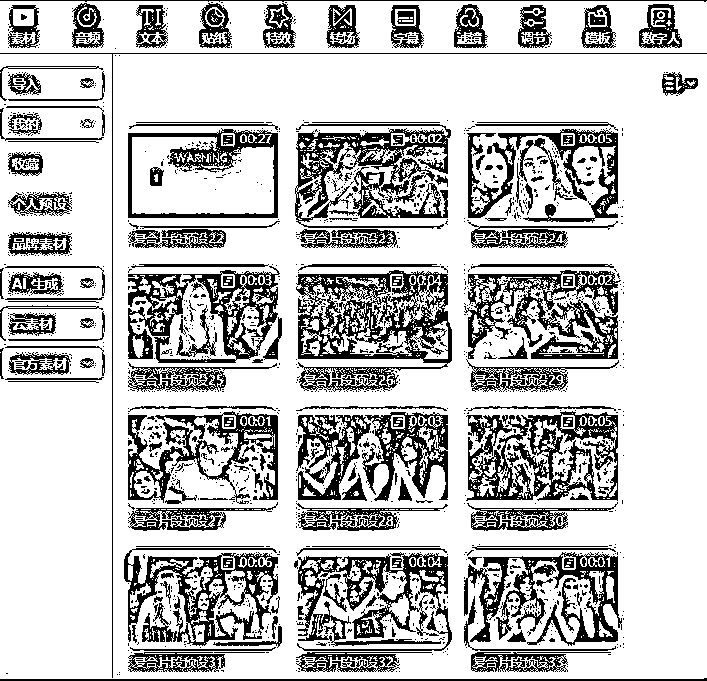 素材 音频 文本 贴纸 特效 转场 字幕 滤镜 调节 模板 数字人
导入
我的
收藏
个人预设
品牌素材
AI 生成
云素材
官方素材
00:27 00:02 00:05
WARNING
复合片段预设22 复合片段预设23 复合片段预设24
00:03 00:04 00:02
复合片段预设25 复合片段预设26 复合片段预设29
00:01 00:03 00:05
复合片段预设27 复合片段预设28 复合片段预设30
00:06 00:04 00:01
复合片段预设31 复合片段预设32 复合片段预设33